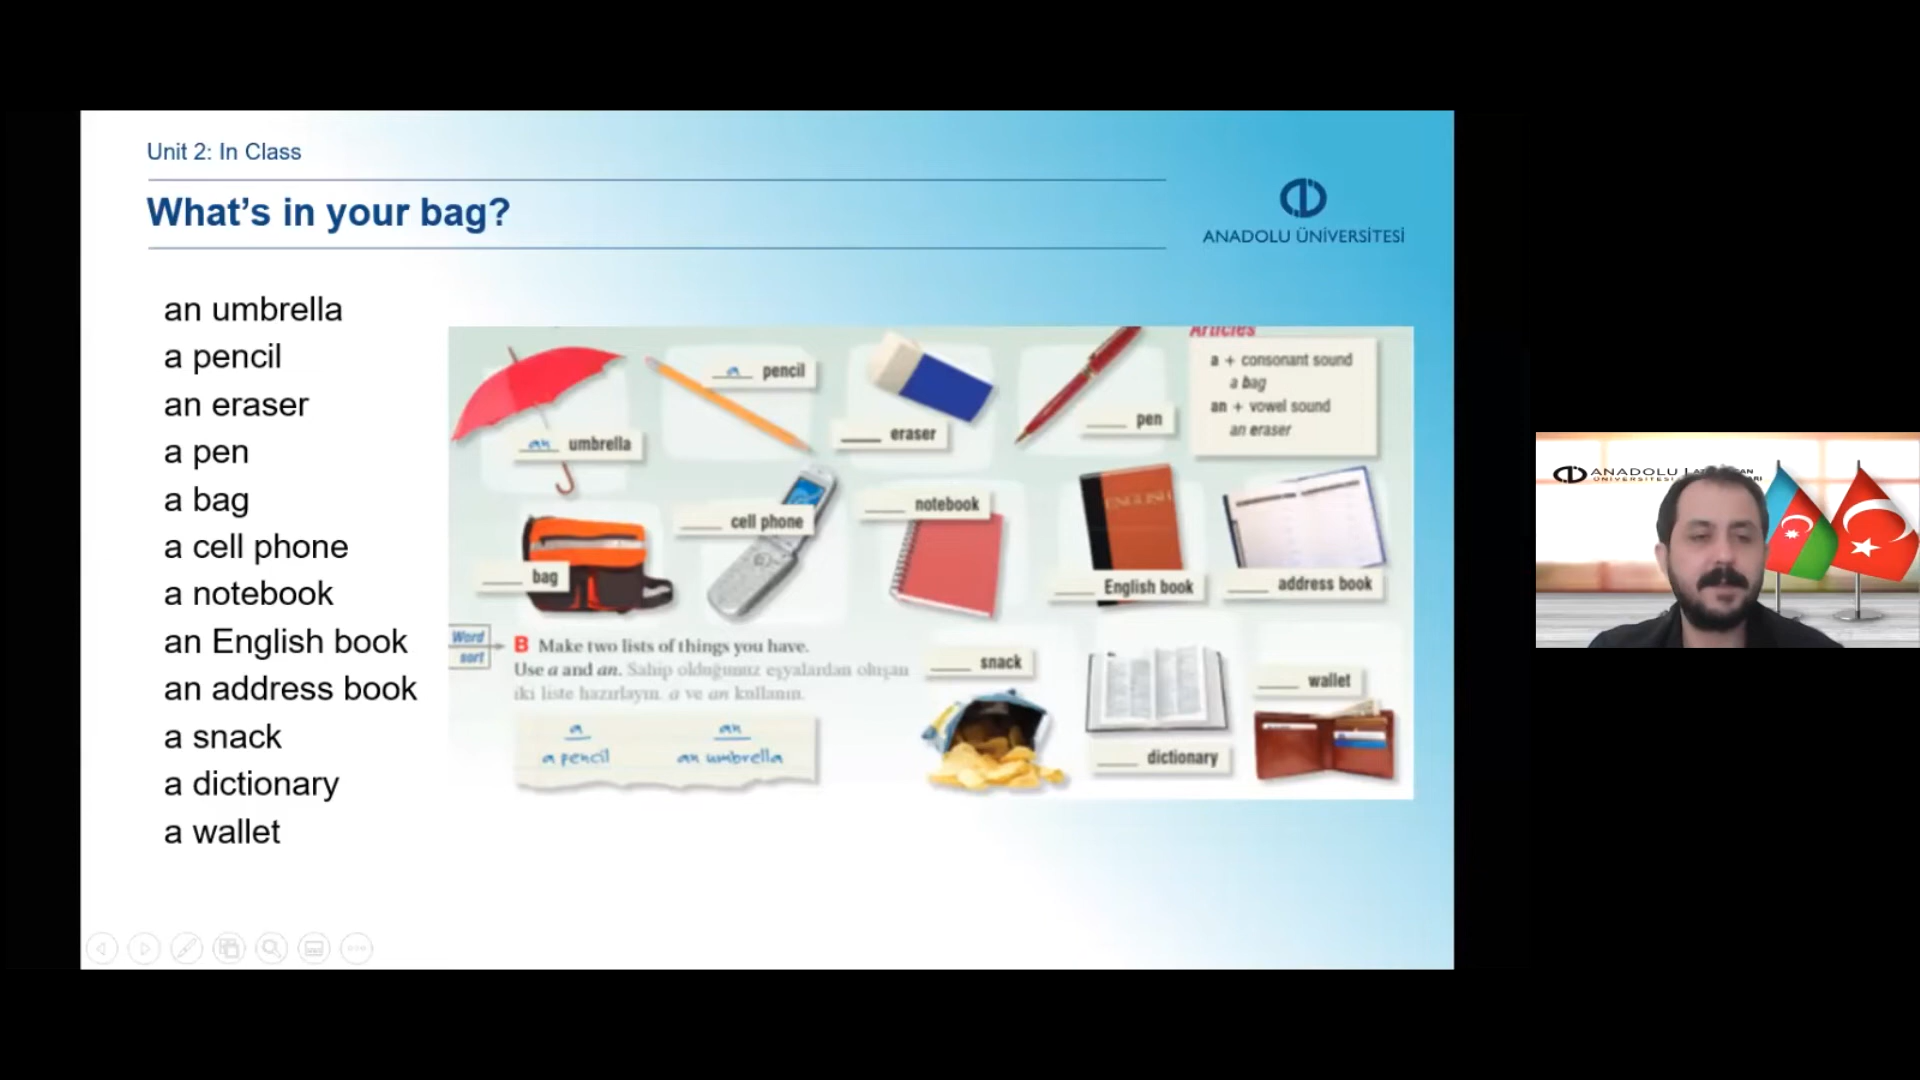 Unit 2: In Class
What's in your bag?
ANADOLU ÜNİVERSİTESİ
an umbrella
a pencil
an eraser
a pen
a bag
a cell phone
a notebook
an English book
an address book
a snack
a dictionary
a wallet
an umbrella
a pencil
eraser
pen
Articles
a + consonant sound
a bag
an + vowel sound
an eraser
bag
cell phone
notebook
ENGLISH
English book
address book
Word
sort
B Make two lists of things you have.
Use a and an. Sahip olduğunuz eşyalardan oluşan
iki liste hazırlayın. a ve an kullanın.
a
a pencil
an
an umbrella
snack
dictionary
wallet
ANADOLU
ÜNİVERSİTESİ